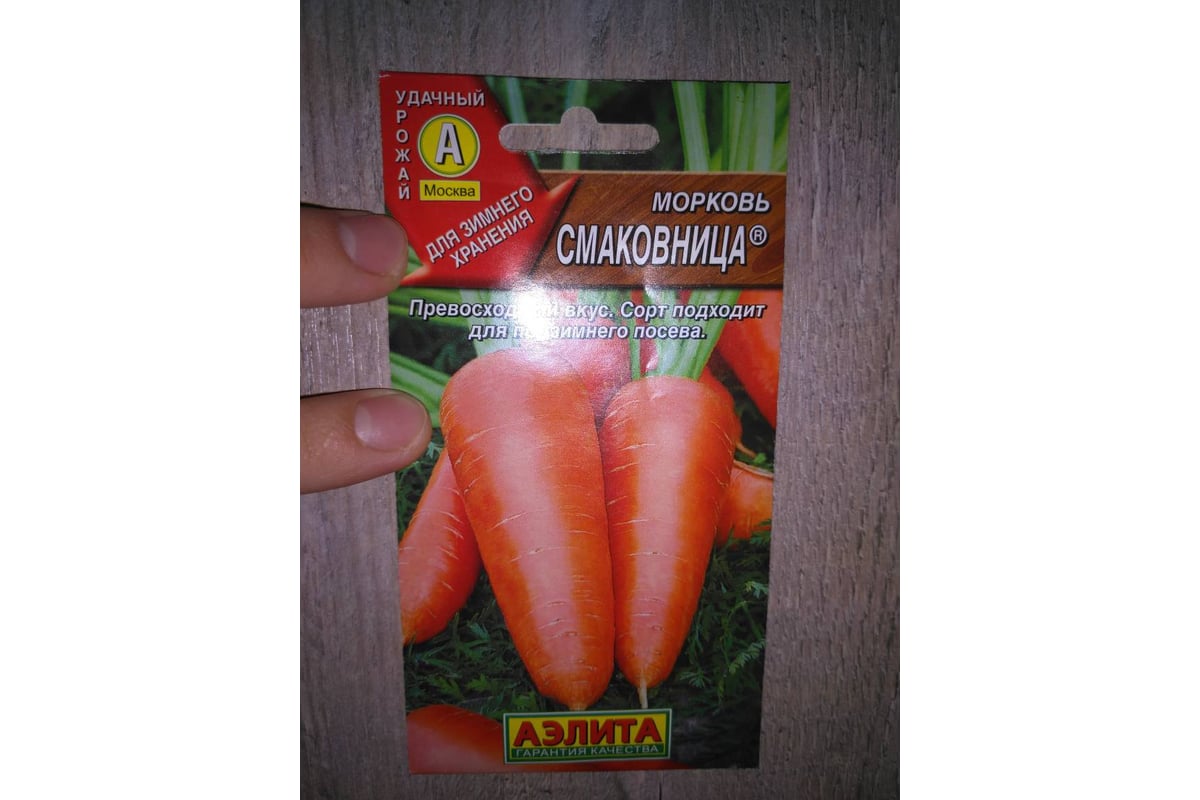 УДАЧНЫЙ
УРОЖАЙ
А
Москва
ДЛЯ ЗИМНЕГО
ХРАНЕНИЯ
МОРКОВЬ
СМАКОВНИЦА®
вкус. Сорт подходит
для посева.
АЭЛИТА
ГАРАНТИЯ КАЧЕСТВА